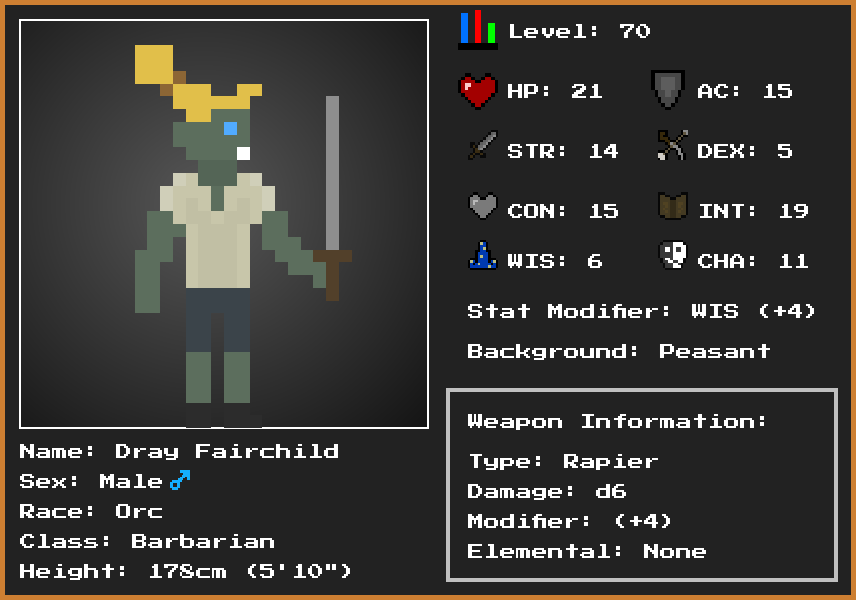 Level: 70
HP: 21 AC: 15
STR: 14 DEX: 5
CON: 15 INT: 19
WIS: 6 CHA: 11
Stat Modifier: WIS (+4)
Background: Peasant
Weapon Information:
Type: Rapier
Damage: d6
Modifier: (+4)
Elemental: None
Name: Dray Fairchild
Sex: Male ♂
Race: Orc
Class: Barbarian
Height: 178cm (5'10")